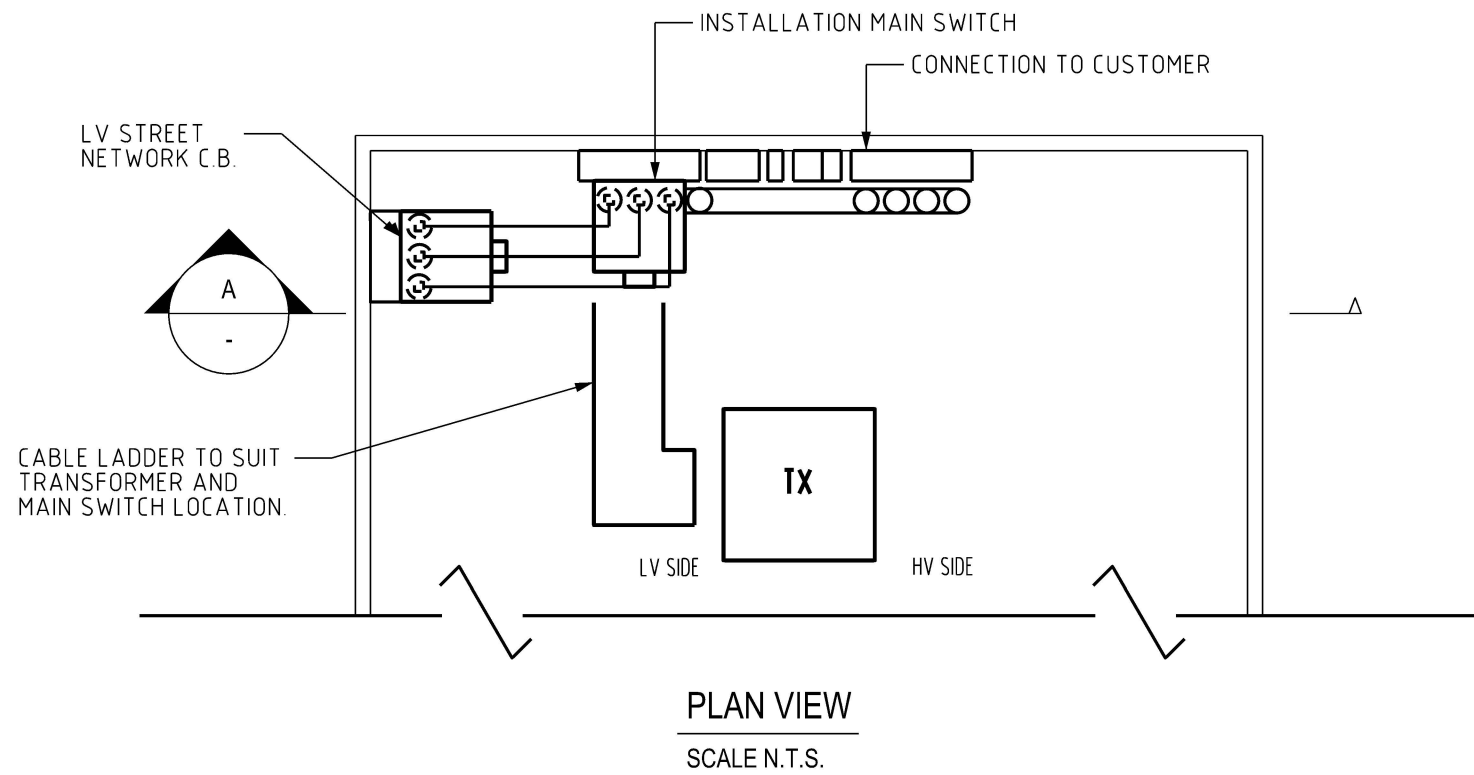 INSTALLATION MAIN SWITCH
CONNECTION TO CUSTOMER
LV STREET
NETWORK C.B.
A
-
CABLE LADDER TO SUIT
TRANSFORMER AND
MAIN SWITCH LOCATION.
TX
LV SIDE
HV SIDE
PLAN VIEW
SCALE N.T.S.